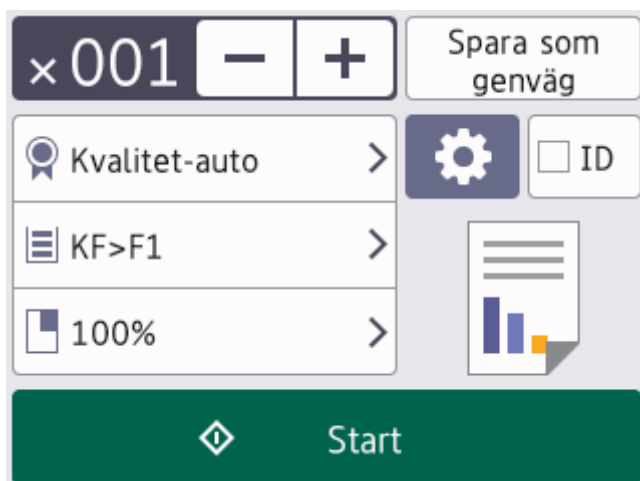 ×001 − +
Spara som
genväg
Kvalitet-auto >
ID
KF>F1 >
100% >
Start